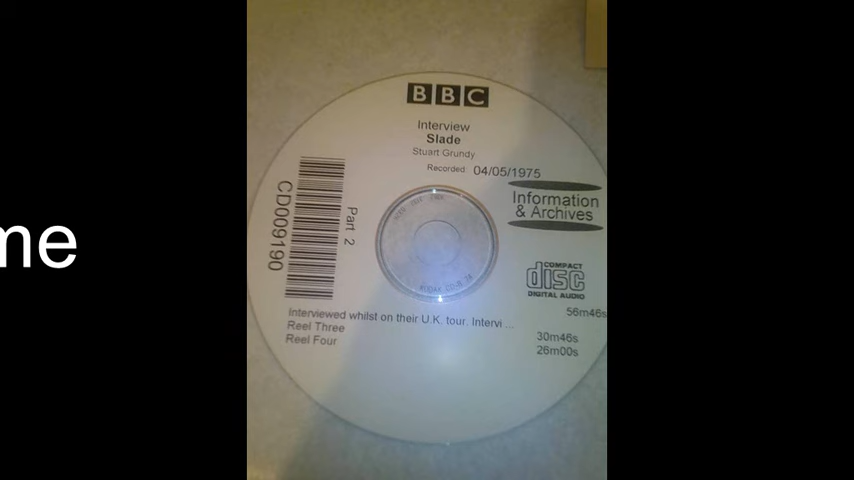 BBC
Interview
Slade
Stuart Grundy
Recorded: 04/05/1975
Information
& Archives
CD009190
Part 2
COMPACT
disc
DIGITAL AUDIO
56m46s
Interviewed whilst on their U.K. tour. Intervi ...
Reel Three 30m46s
Reel Four 26m00s
me